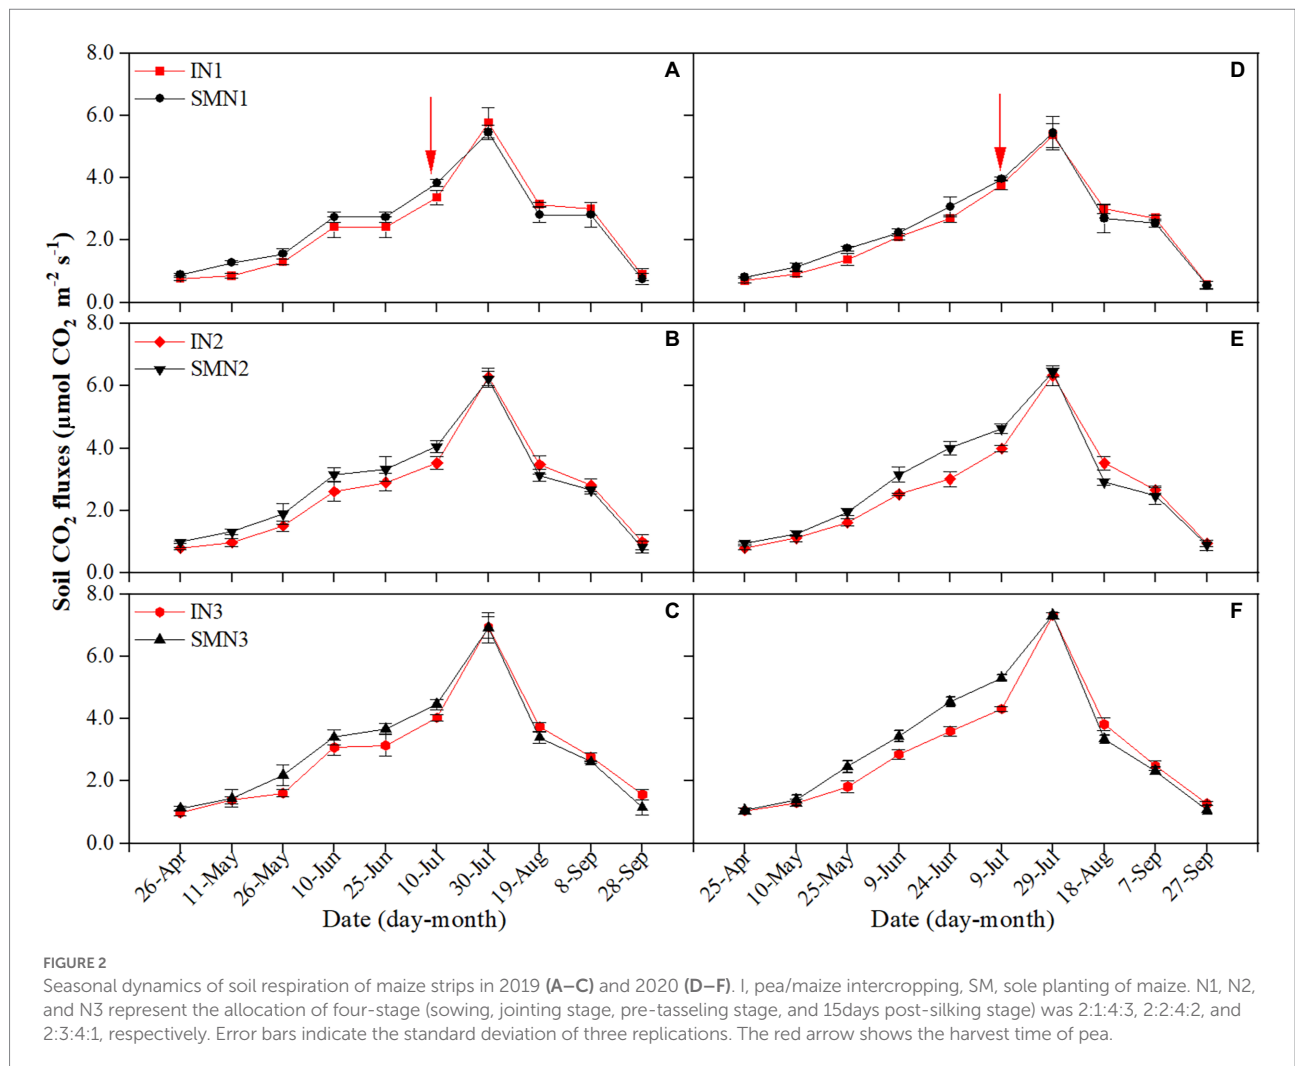 Soil CO2 fluxes (µmol CO2 m−2 s-1)
8.0
6.0
4.0
2.0
0.0
IN1
SMN1
A
D
8.0
6.0
4.0
2.0
0.0
IN2
SMN2
B
E
8.0
6.0
4.0
2.0
0.0
IN3
SMN3
C
F
26-Apr
11-May
26-May
10-Jun
25-Jun
10-Jul
30-Jul
19-Aug
8-Sep
28-Sep
25-Apr
10-May
25-May
9-Jun
24-Jun
9-Jul
29-Jul
18-Aug
7-Sep
27-Sep
Date (day-month)
Date (day-month)
FIGURE 2
Seasonal dynamics of soil respiration of maize strips in 2019 (A–C) and 2020 (D–F). I, pea/maize intercropping, SM, sole planting of maize. N1, N2,
and N3 represent the allocation of four-stage (sowing, jointing stage, pre-tasseling stage, and 15days post-silking stage) was 2:1:4:3, 2:2:4:2, and
2:3:4:1, respectively. Error bars indicate the standard deviation of three replications. The red arrow shows the harvest time of pea.